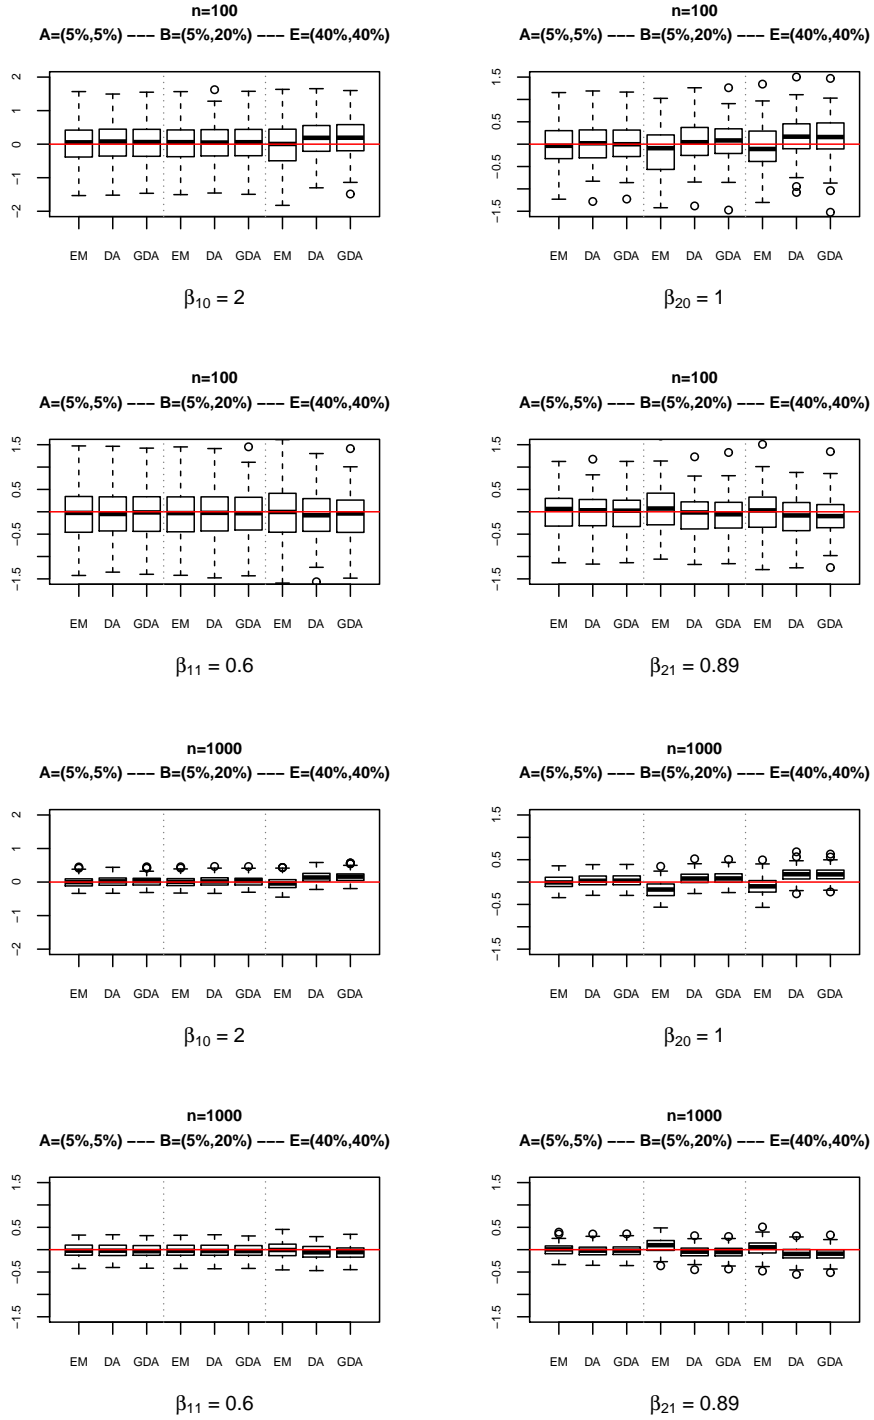 n=100
A=(5%,5%) --- B=(5%,20%) --- E=(40%,40%)
2
1
0
−1
−2
EM DA GDA EM DA GDA EM DA GDA
β10 = 2
n=100
A=(5%,5%) --- B=(5%,20%) --- E=(40%,40%)
1.5
0.5
−0.5
−1.5
EM DA GDA EM DA GDA EM DA GDA
β20 = 1
n=100
A=(5%,5%) --- B=(5%,20%) --- E=(40%,40%)
1.5
0.5
−0.5
−1.5
EM DA GDA EM DA GDA EM DA GDA
β11 = 0.6
n=100
A=(5%,5%) --- B=(5%,20%) --- E=(40%,40%)
1.5
0.5
−0.5
−1.5
EM DA GDA EM DA GDA EM DA GDA
β21 = 0.89
n=1000
A=(5%,5%) --- B=(5%,20%) --- E=(40%,40%)
2
1
0
−1
−2
EM DA GDA EM DA GDA EM DA GDA
β10 = 2
n=1000
A=(5%,5%) --- B=(5%,20%) --- E=(40%,40%)
1.5
0.5
−0.5
−1.5
EM DA GDA EM DA GDA EM DA GDA
β20 = 1
n=1000
A=(5%,5%) --- B=(5%,20%) --- E=(40%,40%)
1.5
0.5
−0.5
−1.5
EM DA GDA EM DA GDA EM DA GDA
β11 = 0.6
n=1000
A=(5%,5%) --- B=(5%,20%) --- E=(40%,40%)
1.5
0.5
−0.5
−1.5
EM DA GDA EM DA GDA EM DA GDA
β21 = 0.89